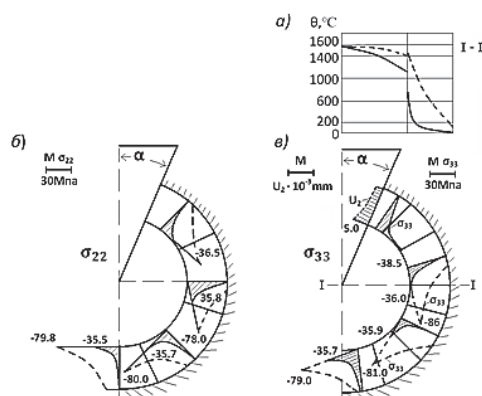 а)
θ,°C
1600
1400
1000
600
200
0
I - I
б)
M σ22
30Мпа
α
σ22
-36.5
35.8
-78.0
-35.7
-80.0
-35.5
-79.8
в)
M
U2 · 10⁻³mm
α
M σ33
30Мпа
U2
5.0
σ33
σ33
-38.5
I
-36.0
I
σ33
-86
-35.9
-35.7
-81.0
σ33
-79.0